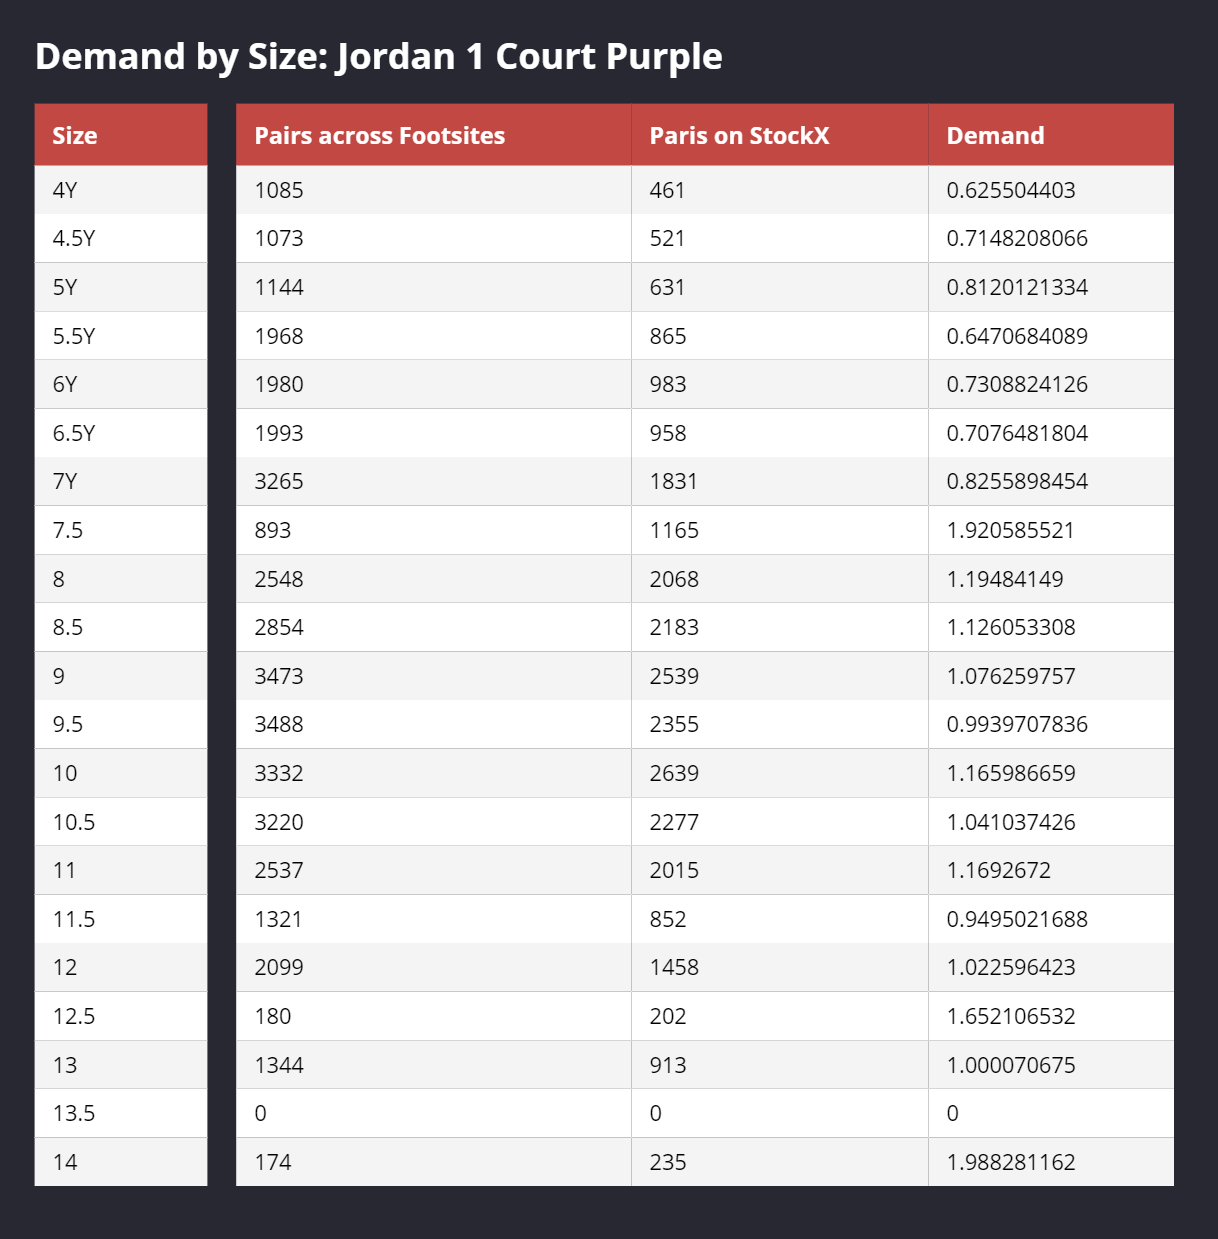 Demand by Size: Jordan 1 Court Purple
Size Pairs across Footsites Paris on StockX Demand
4Y 1085 461 0.625504403
4.5Y 1073 521 0.7148208066
5Y 1144 631 0.8120121334
5.5Y 1968 865 0.6470684089
6Y 1980 983 0.7308824126
6.5Y 1993 958 0.7076481804
7Y 3265 1831 0.8255898454
7.5 893 1165 1.920585521
8 2548 2068 1.19484149
8.5 2854 2183 1.126053308
9 3473 2539 1.076259757
9.5 3488 2355 0.9939707836
10 3332 2639 1.165986659
10.5 3220 2277 1.041037426
11 2537 2015 1.1692672
11.5 1321 852 0.9495021688
12 2099 1458 1.022596423
12.5 180 202 1.652106532
13 1344 913 1.000070675
13.5 0 0 0
14 174 235 1.988281162